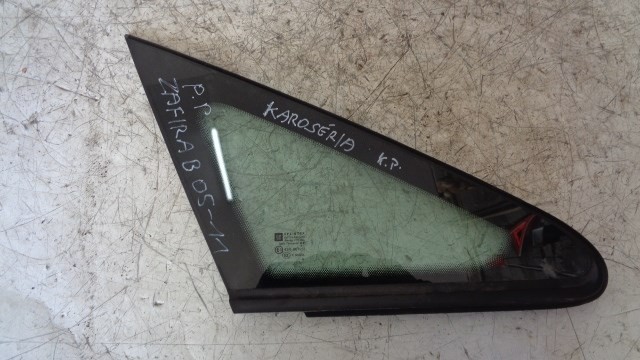 P.P
ZAFIRA B 05-11
KAROSÉRIA K.P.